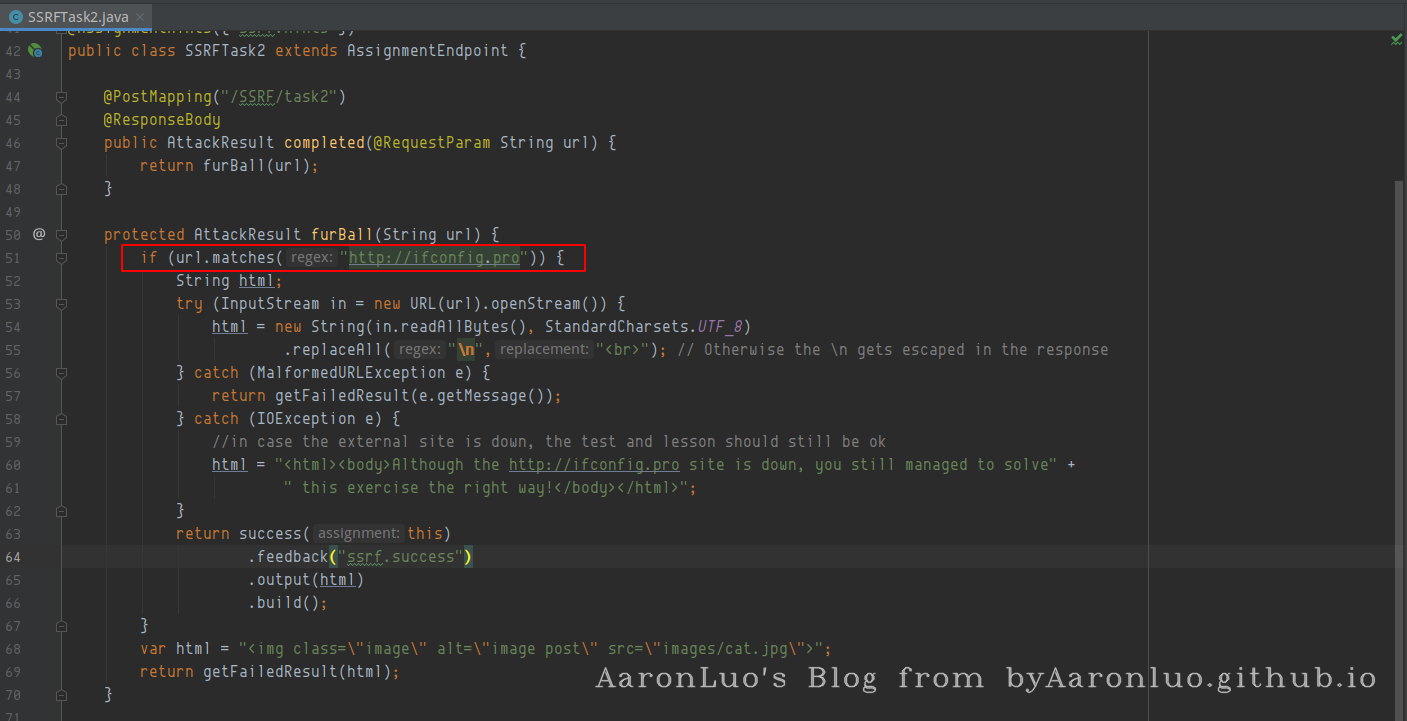 SSRFTask2.java
42 public class SSRFTask2 extends AssignmentEndpoint {
43
44 @PostMapping("/SSRF/task2")
45 @ResponseBody
46 public AttackResult completed(@RequestParam String url) {
47 return furBall(url);
48 }
49
50 @ protected AttackResult furBall(String url) {
51 if (url.matches( regex: "http://ifconfig.pro")) {
52 String html;
53 try (InputStream in = new URL(url).openStream()) {
54 html = new String(in.readAllBytes(), StandardCharsets.UTF_8)
55 .replaceAll( regex: "\n", replacement: "<br>"); // Otherwise the \n gets escaped in the response
56 } catch (MalformedURLException e) {
57 return getFailedResult(e.getMessage());
58 } catch (IOException e) {
59 //in case the external site is down, the test and lesson should still be ok
60 html = "<html><body>Although the http://ifconfig.pro site is down, you still managed to solve" +
61 " this exercise the right way!</body></html>";
62 }
63 return success( assignment: this)
64 .feedback("ssrf.success")
65 .output(html)
66 .build();
67 }
68 var html = "<img class=\"image\" alt=\"image post\" src=\"images/cat.jpg\">";
69 return getFailedResult(html);
70 }
AaronLuo's Blog from byAaronluo.github.io